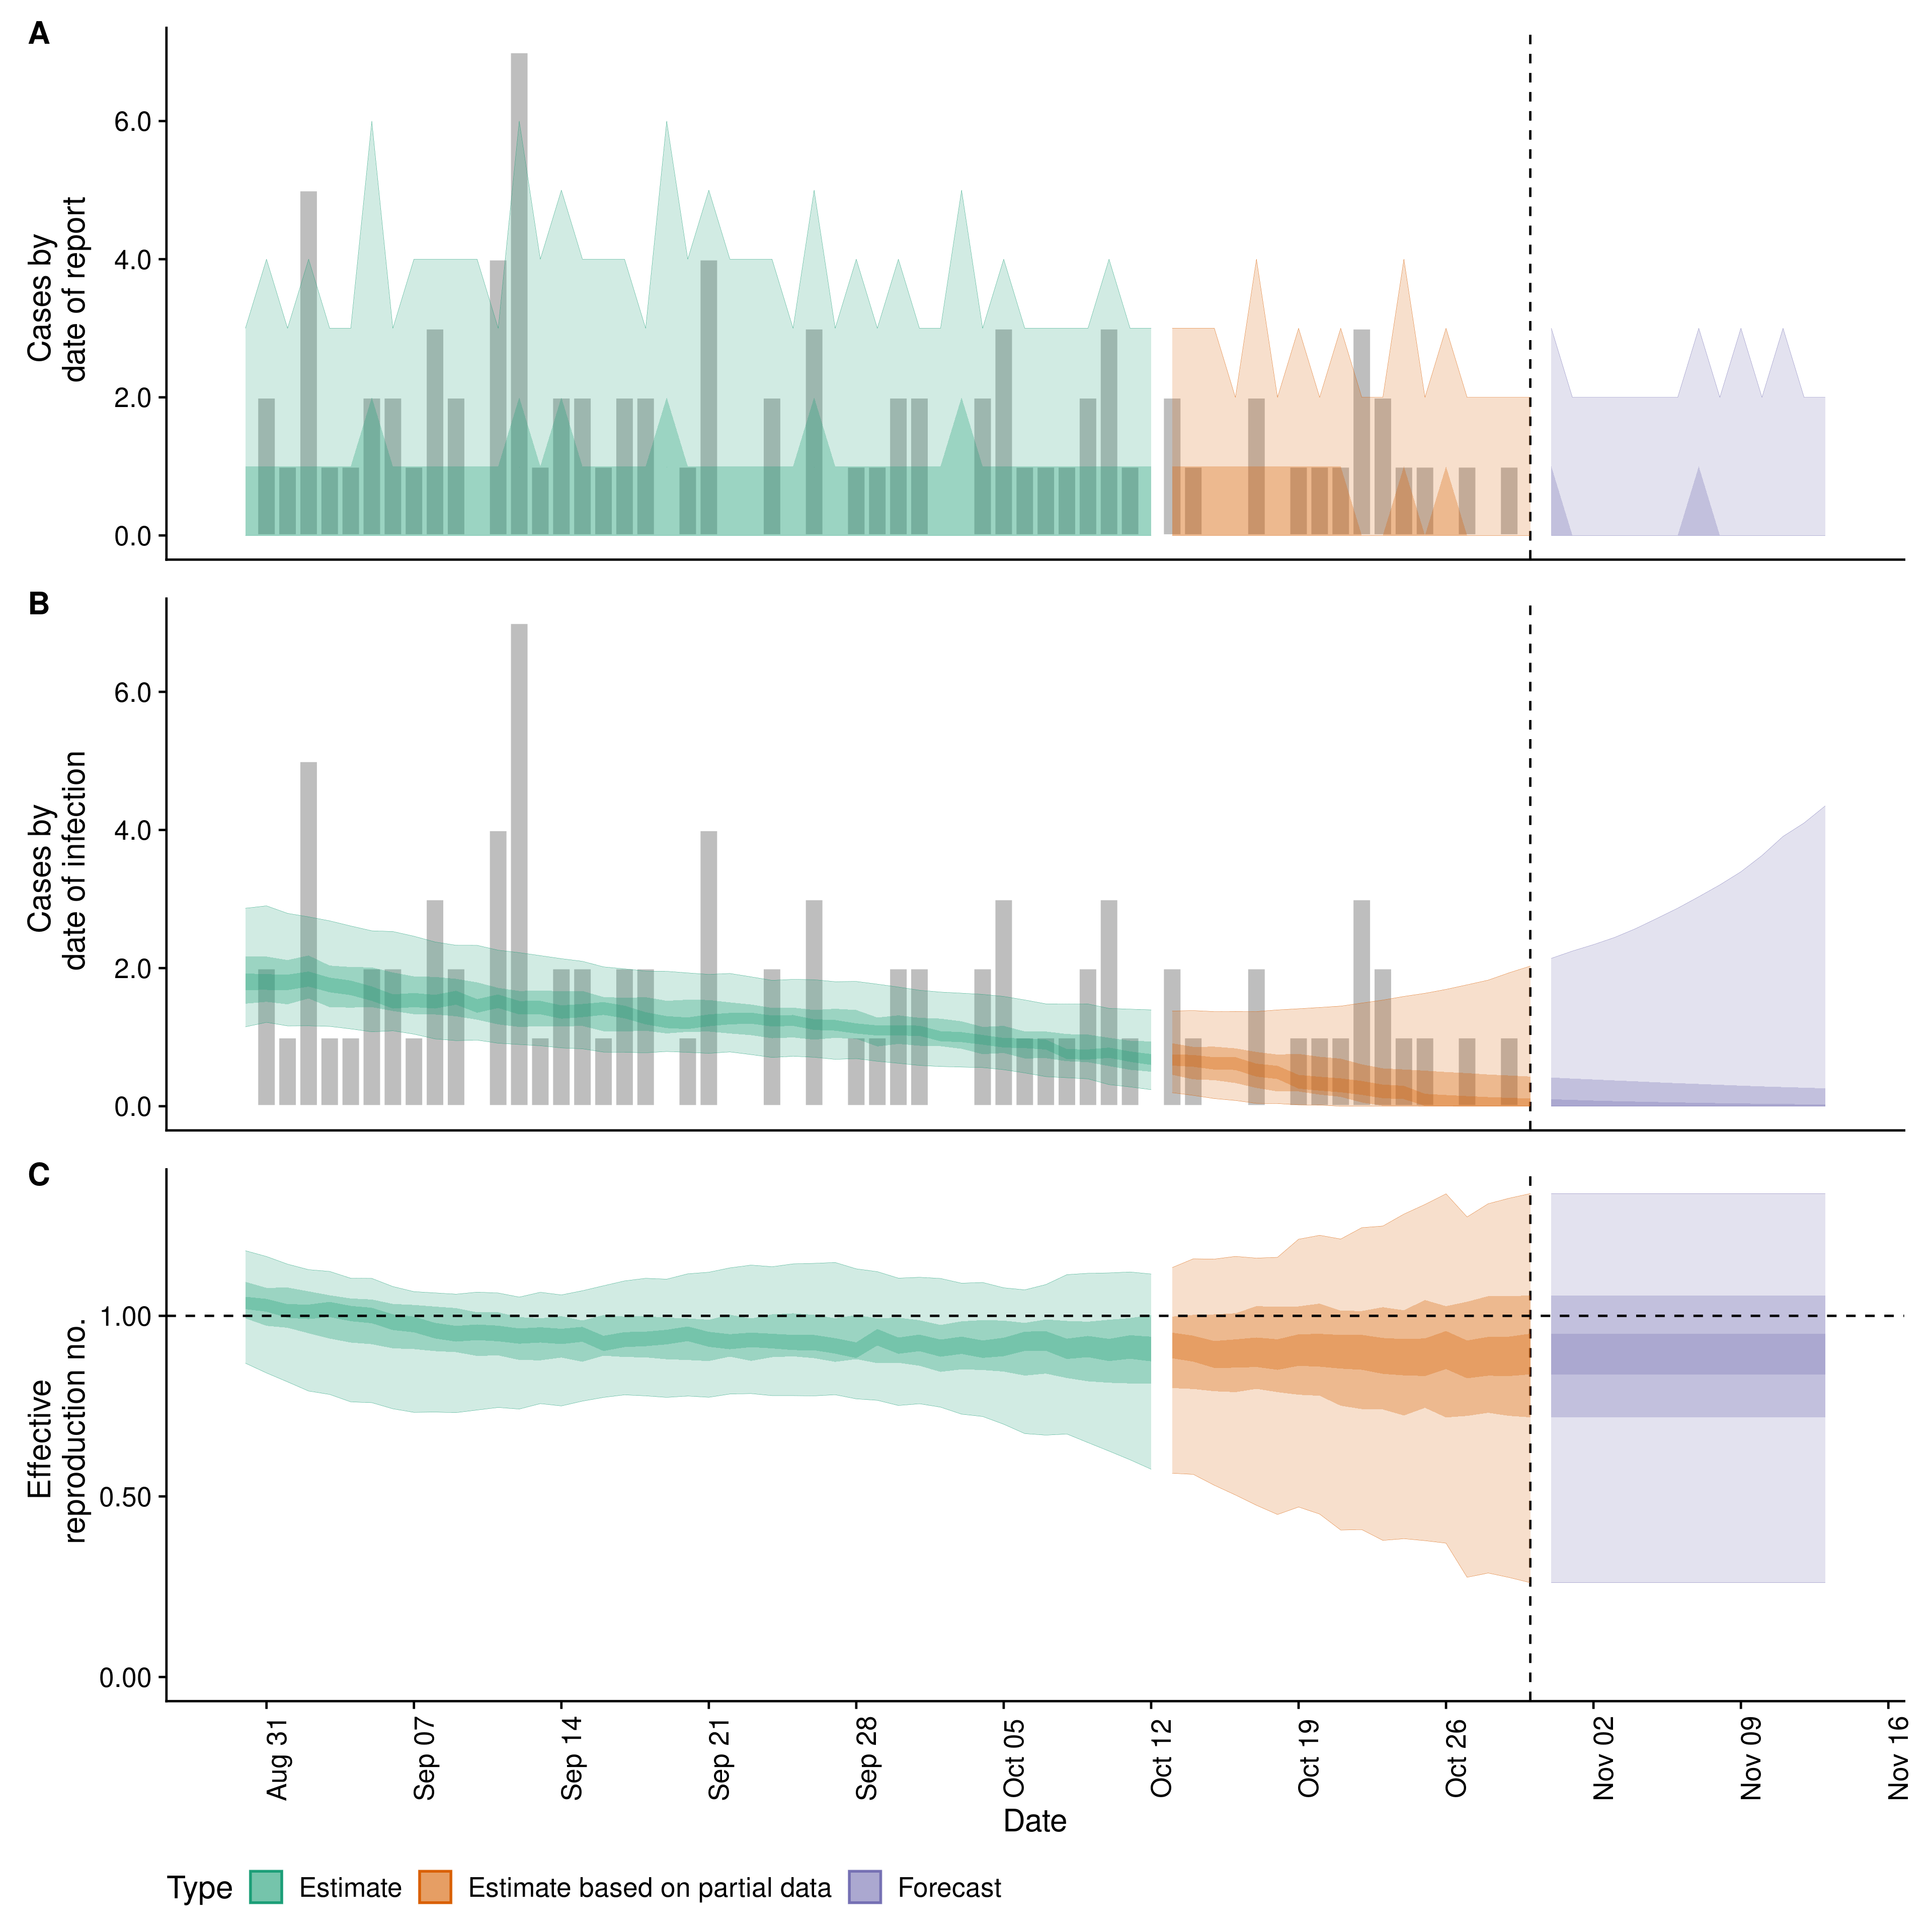 A
Cases by
date of report
6.0
4.0
2.0
0.0
B
Cases by
date of infection
6.0
4.0
2.0
0.0
C
Effective
reproduction no.
1.00
0.50
0.00
Aug 31
Sep 07
Sep 14
Sep 21
Sep 28
Oct 05
Oct 12
Oct 19
Oct 26
Nov 02
Nov 09
Nov 16
Date
Type Estimate Estimate based on partial data Forecast